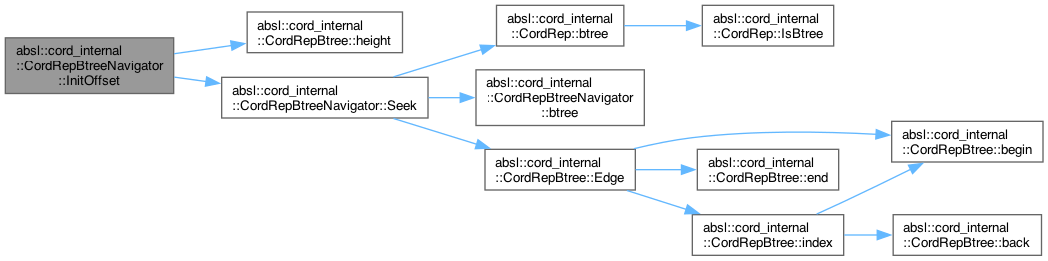 absl::cord_internal
::CordRepBtreeNavigator
::InitOffset
absl::cord_internal
::CordRepBtree::height
absl::cord_internal
::CordRepBtreeNavigator::Seek
absl::cord_internal
::CordRep::btree
absl::cord_internal
::CordRep::IsBtree
absl::cord_internal
::CordRepBtreeNavigator
::btree
absl::cord_internal
::CordRepBtree::Edge
absl::cord_internal
::CordRepBtree::begin
absl::cord_internal
::CordRepBtree::end
absl::cord_internal
::CordRepBtree::index
absl::cord_internal
::CordRepBtree::back